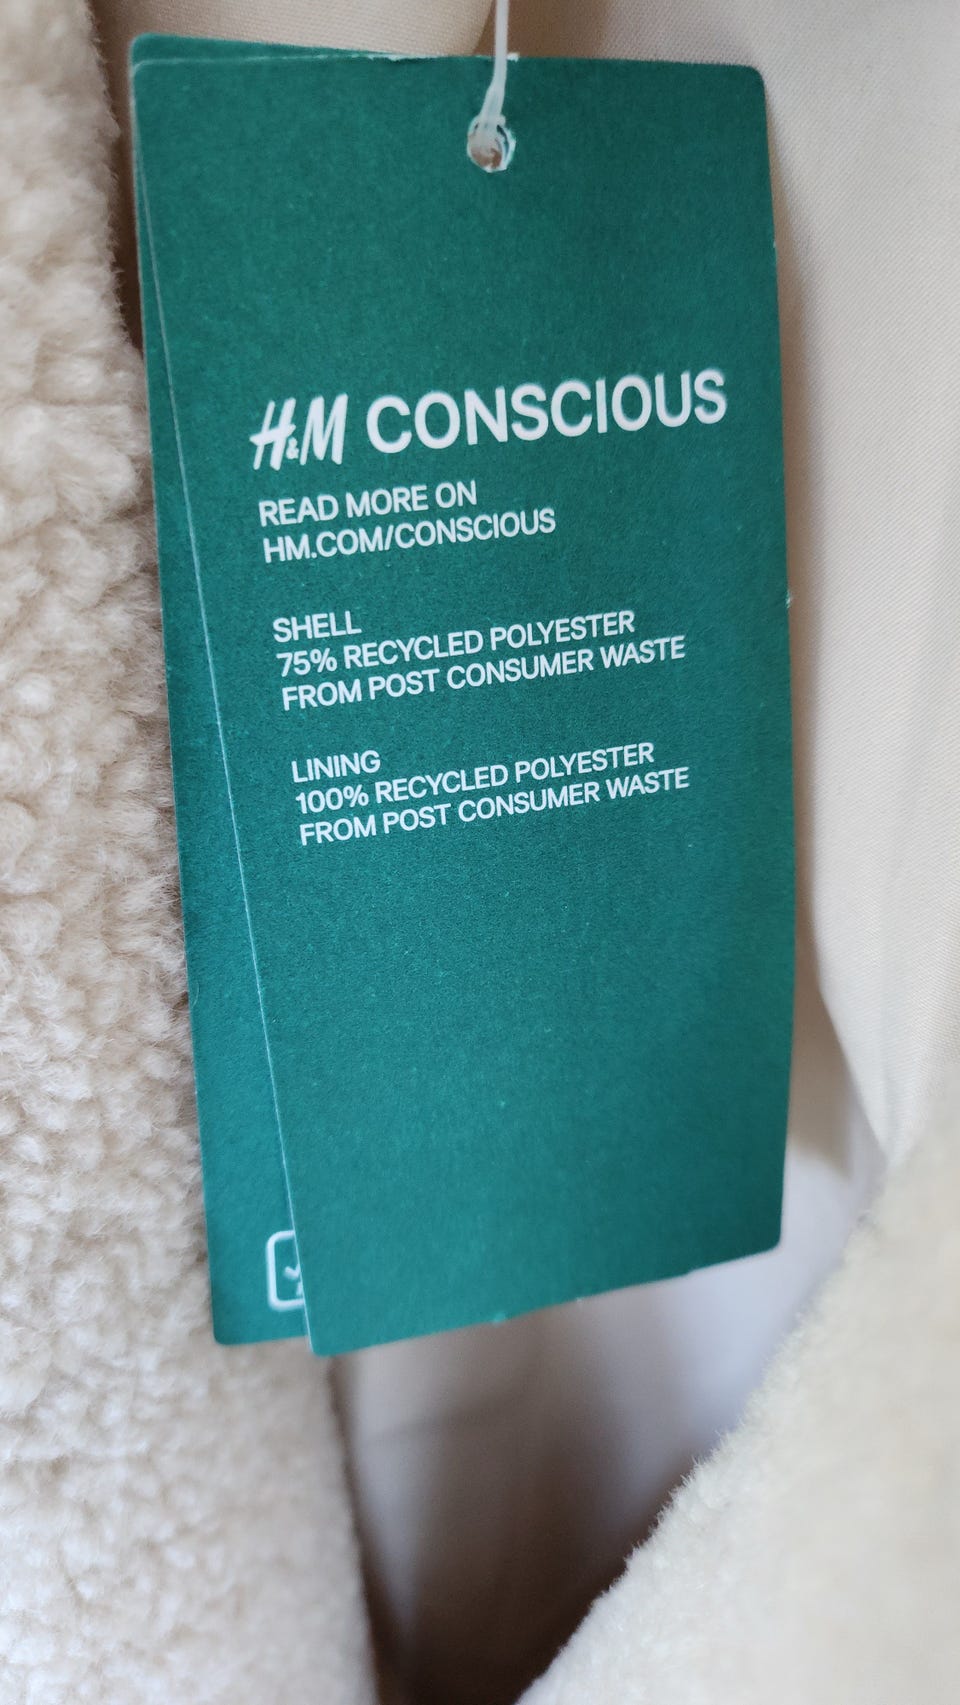 H&M CONSCIOUS
READ MORE ON
HM.COM/CONSCIOUS
SHELL
75% RECYCLED POLYESTER
FROM POST CONSUMER WASTE
LINING
100% RECYCLED POLYESTER
FROM POST CONSUMER WASTE